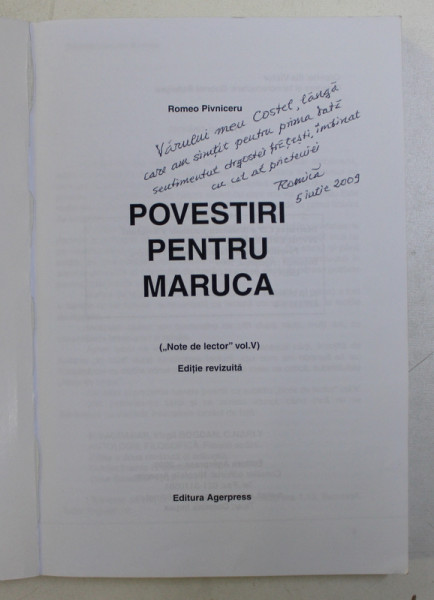 Romeo Pivniceru
Vărului meu Costel, lângă
care am simțit pentru prima dată
sentimentul dragostei frățești, îmbinat
cu cel al prieteniei
Romică
5 iulie 2009
POVESTIRI
PENTRU
MARUCA
(„Note de lector” vol.V)
Ediție revizuită
Editura Agerpress